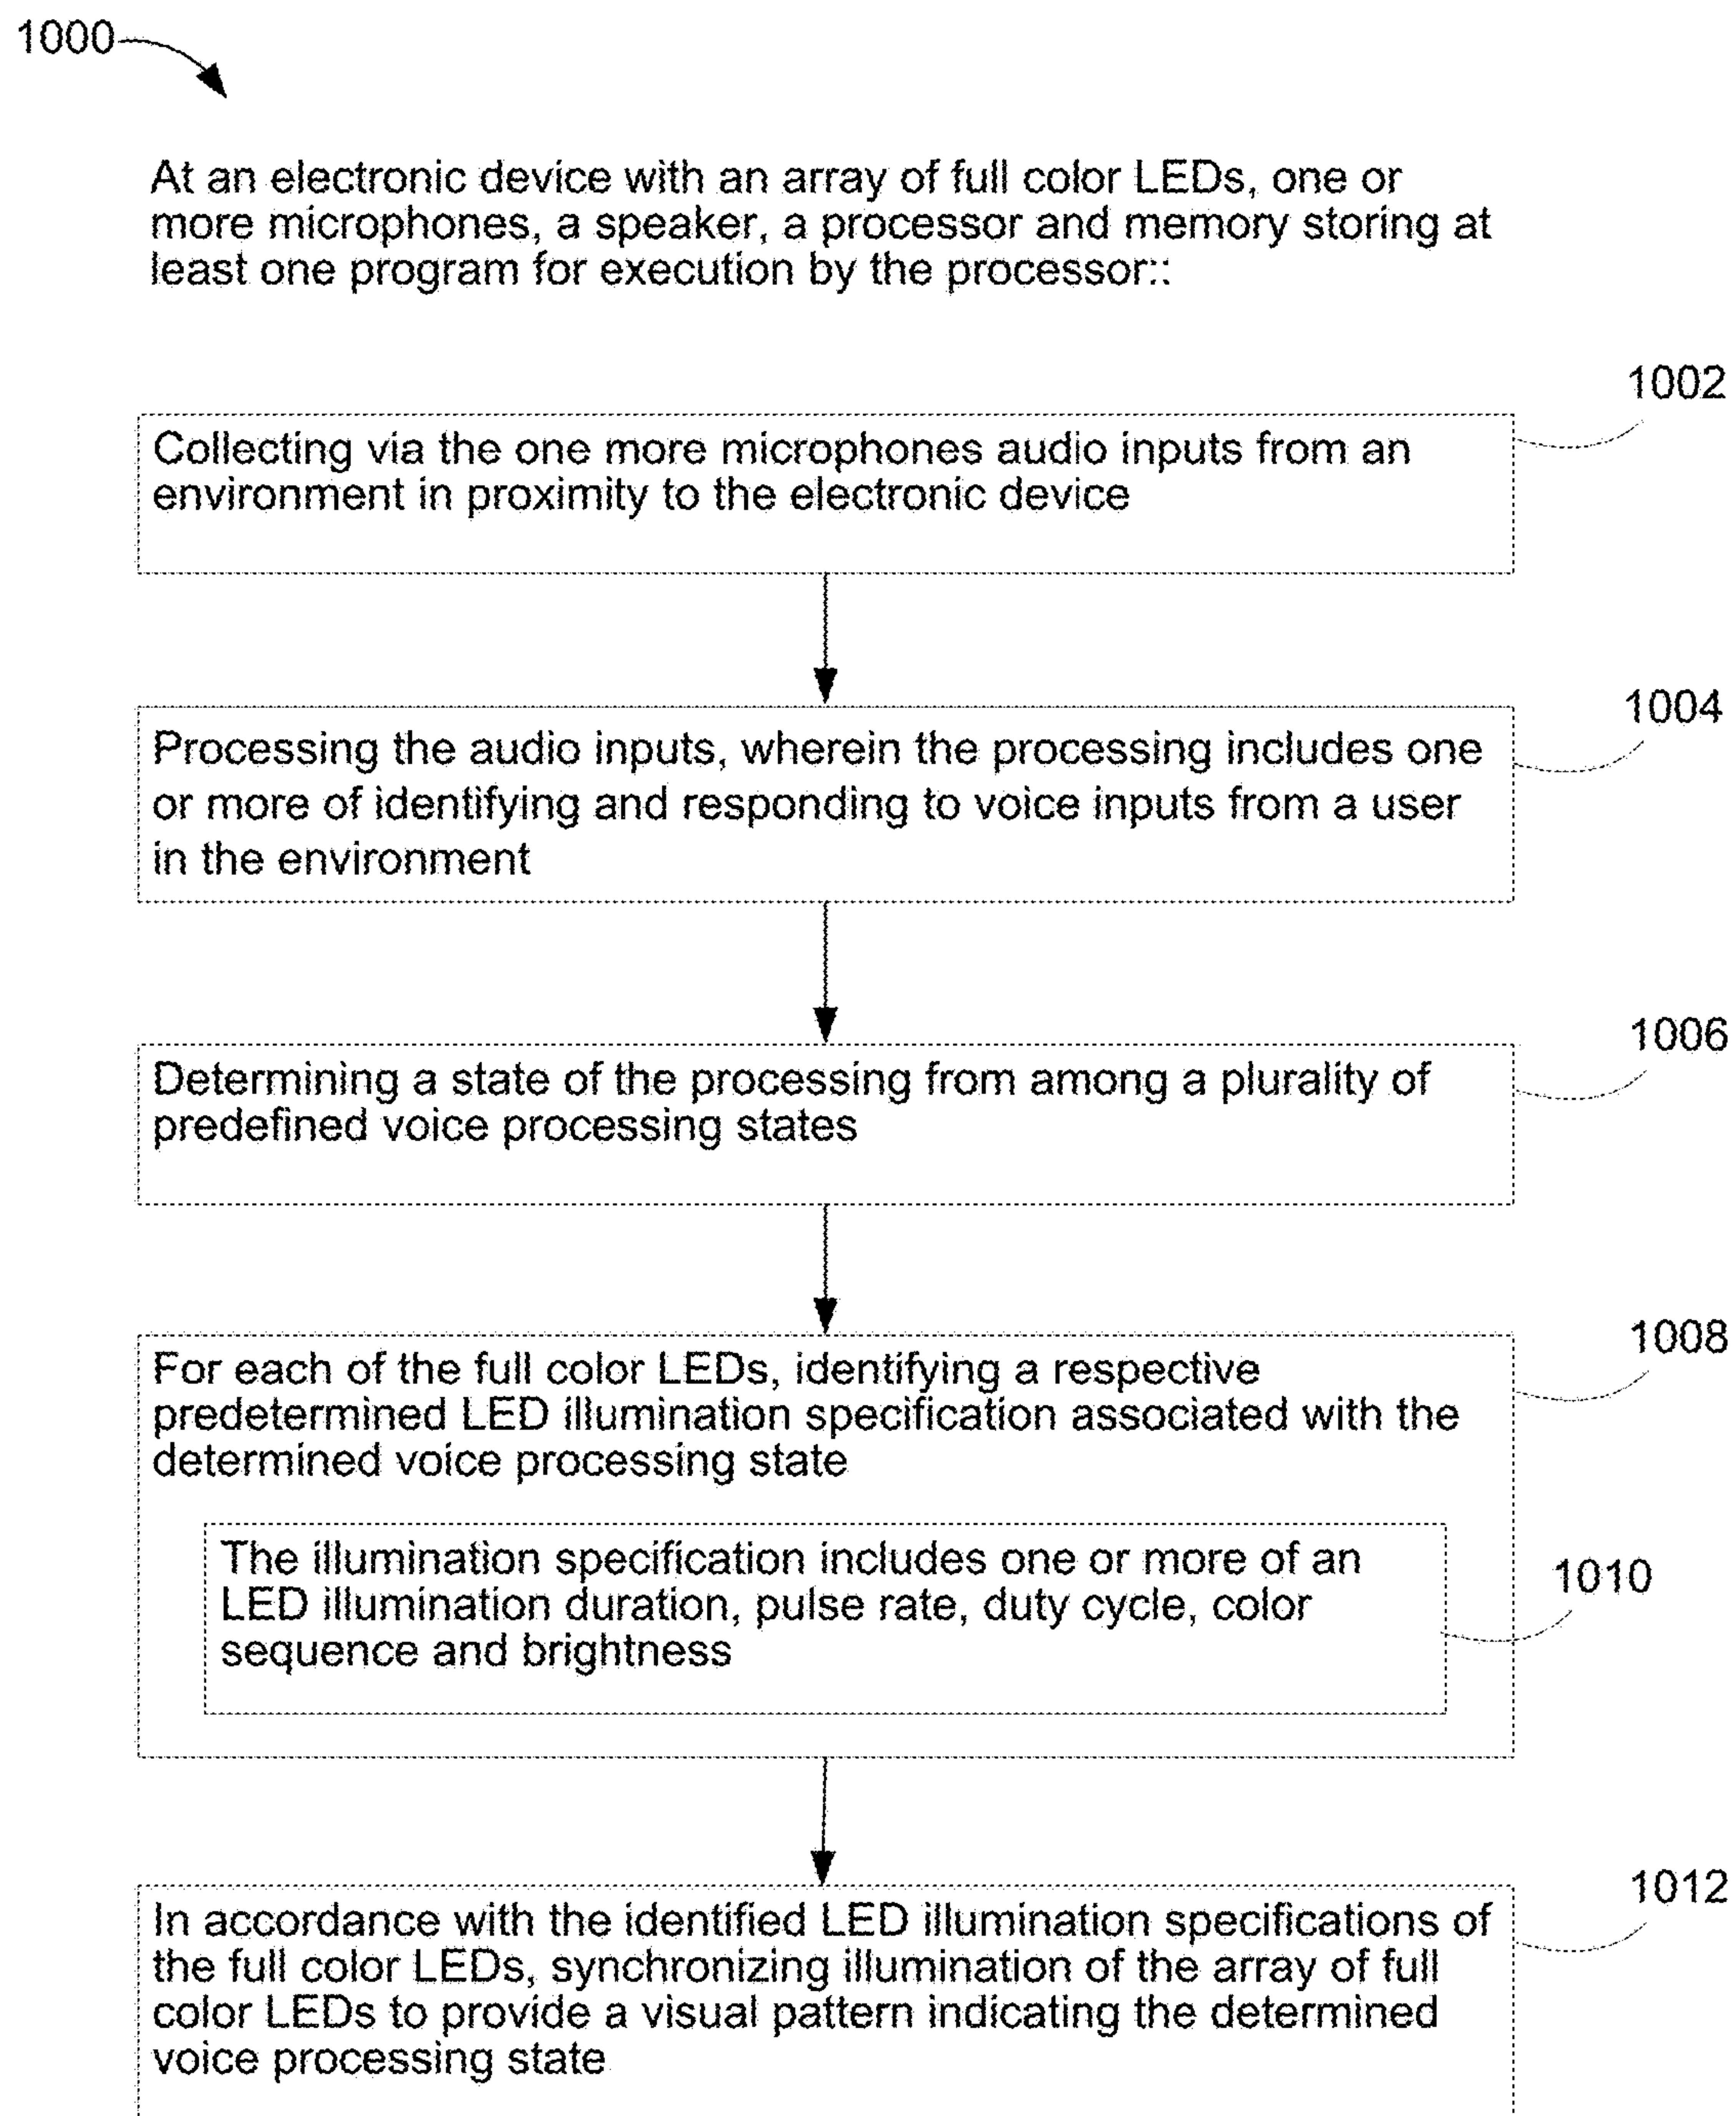 1000
At an electronic device with an array of full color LEDs, one or
more microphones, a speaker, a processor and memory storing at
least one program for execution by the processor::
1002
Collecting via the one more microphones audio inputs from an
environment in proximity to the electronic device
1004
Processing the audio inputs, wherein the processing includes one
or more of identifying and responding to voice inputs from a user
in the environment
1006
Determining a state of the processing from among a plurality of
predefined voice processing states
1008
For each of the full color LEDs, identifying a respective
predetermined LED illumination specification associated with the
determined voice processing state
1010
The illumination specification includes one or more of an
LED illumination duration, pulse rate, duty cycle, color
sequence and brightness
1012
In accordance with the identified LED illumination specifications of
the full color LEDs, synchronizing illumination of the array of full
color LEDs to provide a visual pattern indicating the determined
voice processing state